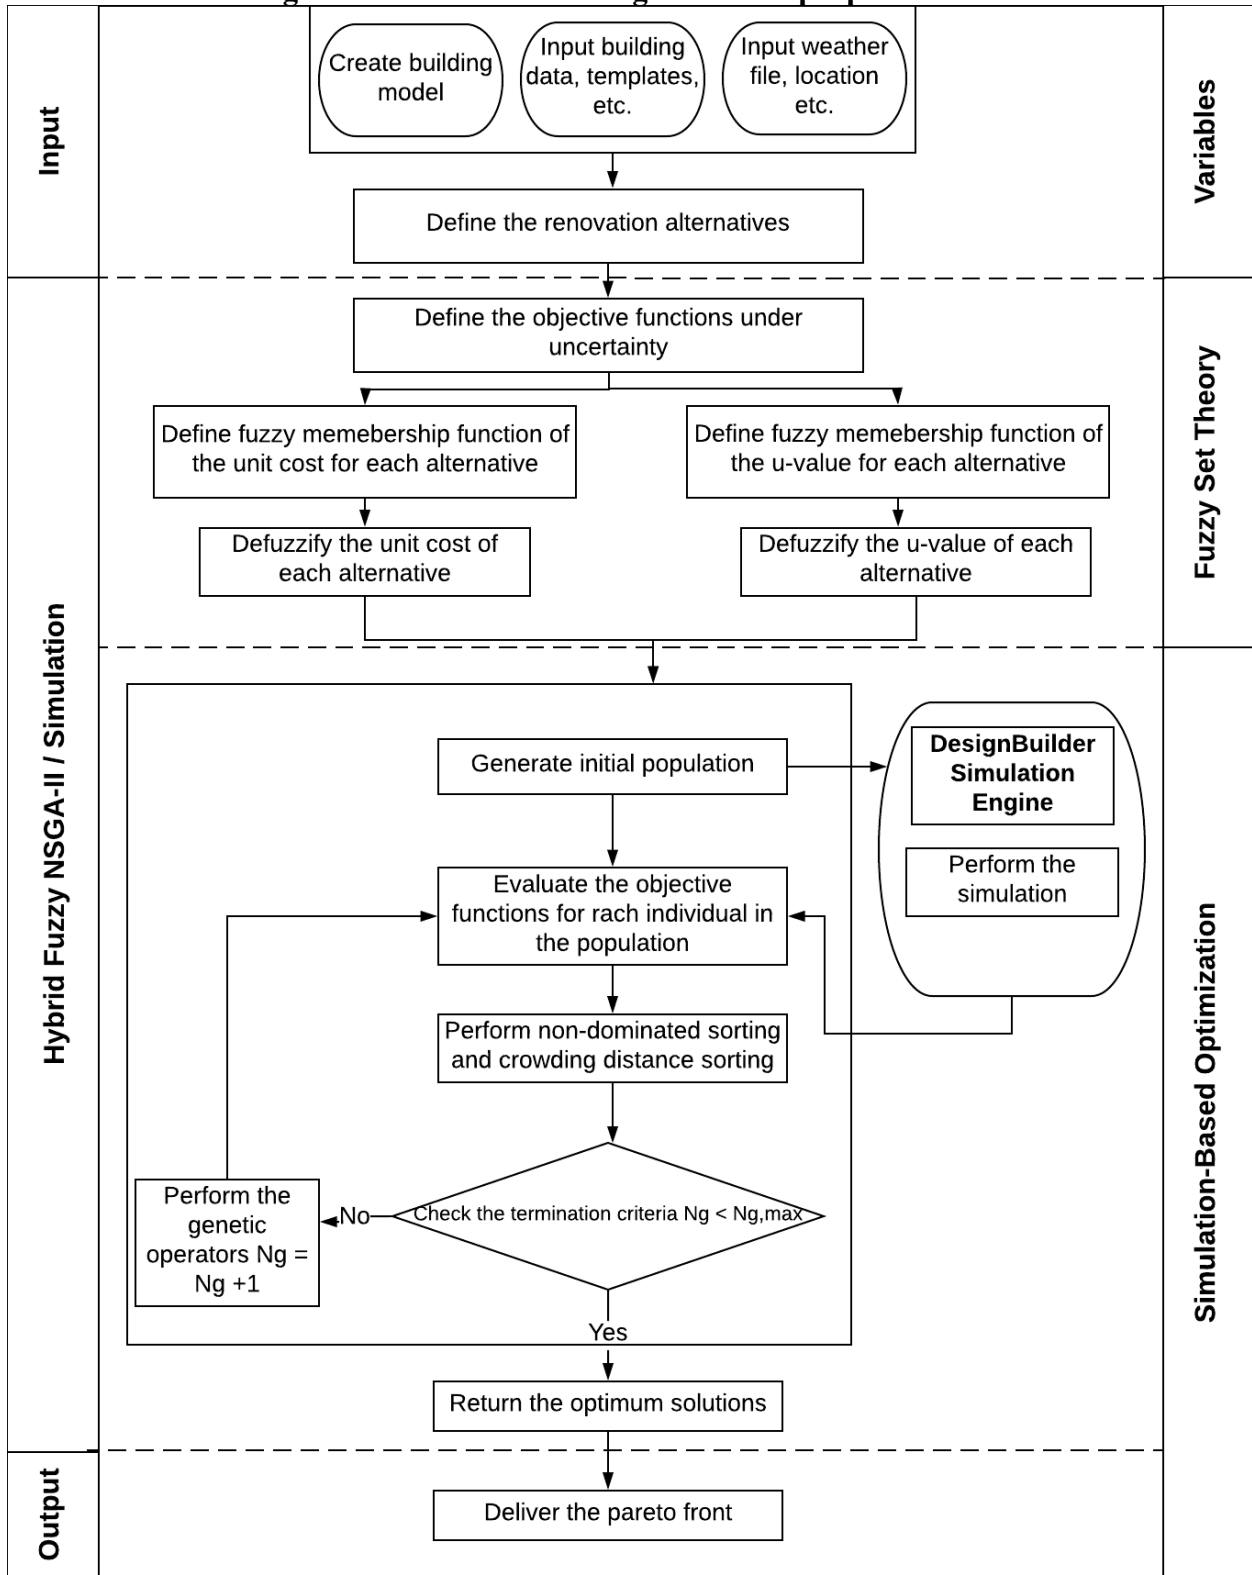 Input
Create building
model
Input building
data, templates,
etc.
Input weather
file, location
etc.
Variables
Define the renovation alternatives
Define the objective functions under
uncertainty
Define fuzzy memebership function of
the unit cost for each alternative
Define fuzzy memebership function of
the u-value for each alternative
Defuzzify the unit cost of
each alternative
Defuzzify the u-value of each
alternative
Fuzzy Set Theory
Hybrid Fuzzy NSGA-II / Simulation
Generate initial population
DesignBuilder
Simulation
Engine
Perform the
simulation
Evaluate the objective
functions for rach individual in
the population
Perform non-dominated sorting
and crowding distance sorting
Check the termination criteria Ng < Ng,max
No
Perform the
genetic
operators Ng =
Ng +1
Yes
Return the optimum solutions
Simulation-Based Optimization
Output
Deliver the pareto front